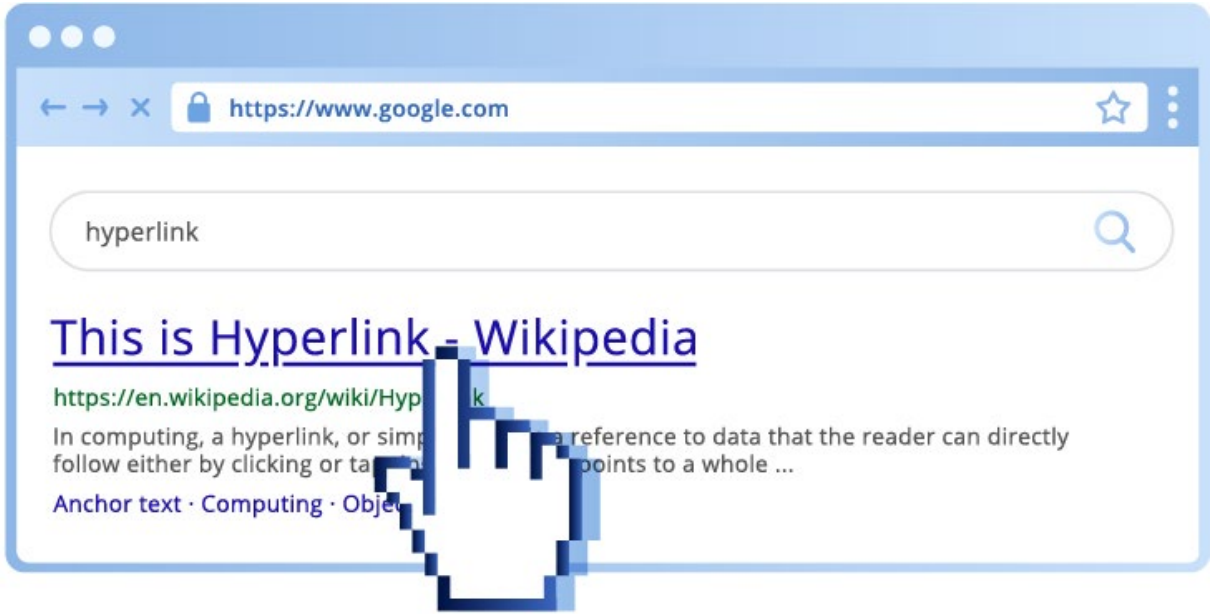 https://www.google.com
hyperlink
This is Hyperlink - Wikipedia
https://en.wikipedia.org/wiki/Hyp k
In computing, a hyperlink, or simp a reference to data that the reader can directly
follow either by clicking or points to a whole ...
Anchor text · Computing ·